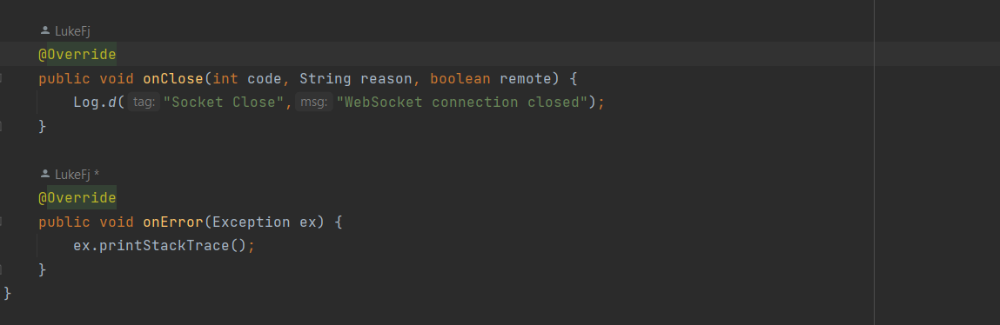 LukeFj
@Override
public void onClose(int code, String reason, boolean remote) {
Log.d( tag: "Socket Close", msg: "WebSocket connection closed");
}
LukeFj *
@Override
public void onError(Exception ex) {
ex.printStackTrace();
}
}